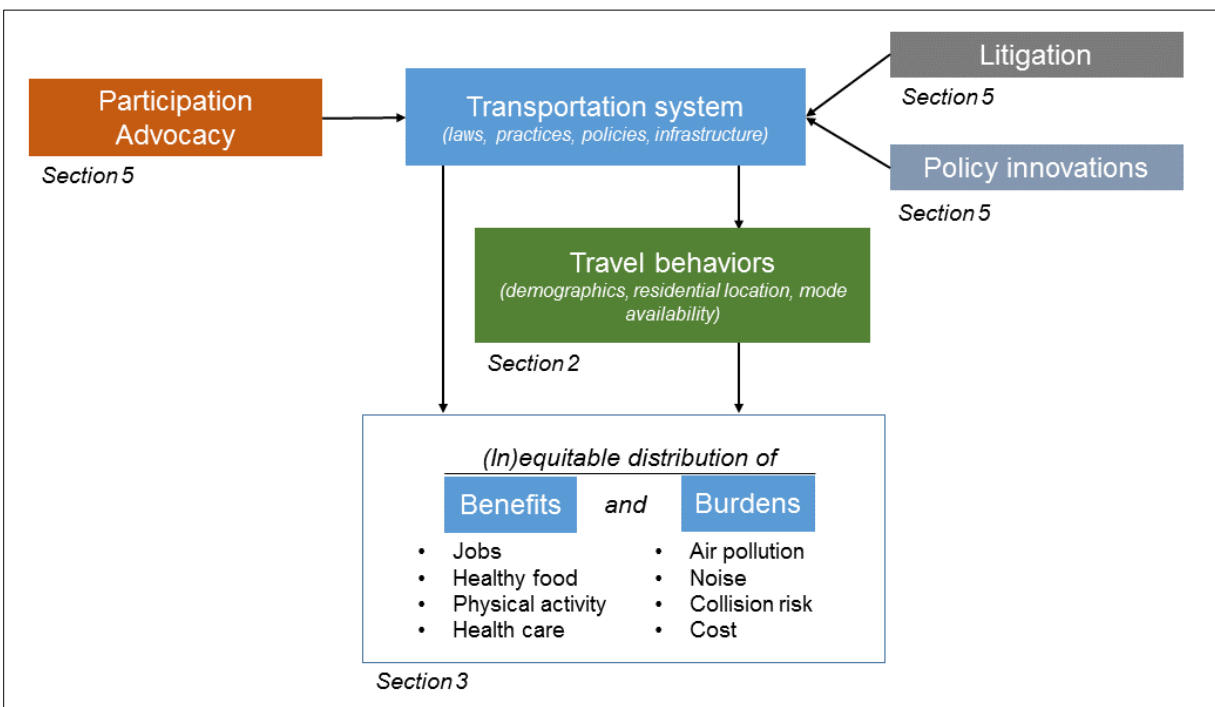 Participation
Advocacy
Section 5
Transportation system
(laws, practices, policies, infrastructure)
Litigation
Section 5
Policy innovations
Section 5
Travel behaviors
(demographics, residential location, mode
availability)
Section 2
(In)equitable distribution of
Benefits and Burdens
• Jobs
• Healthy food
• Physical activity
• Health care
• Air pollution
• Noise
• Collision risk
• Cost
Section 3